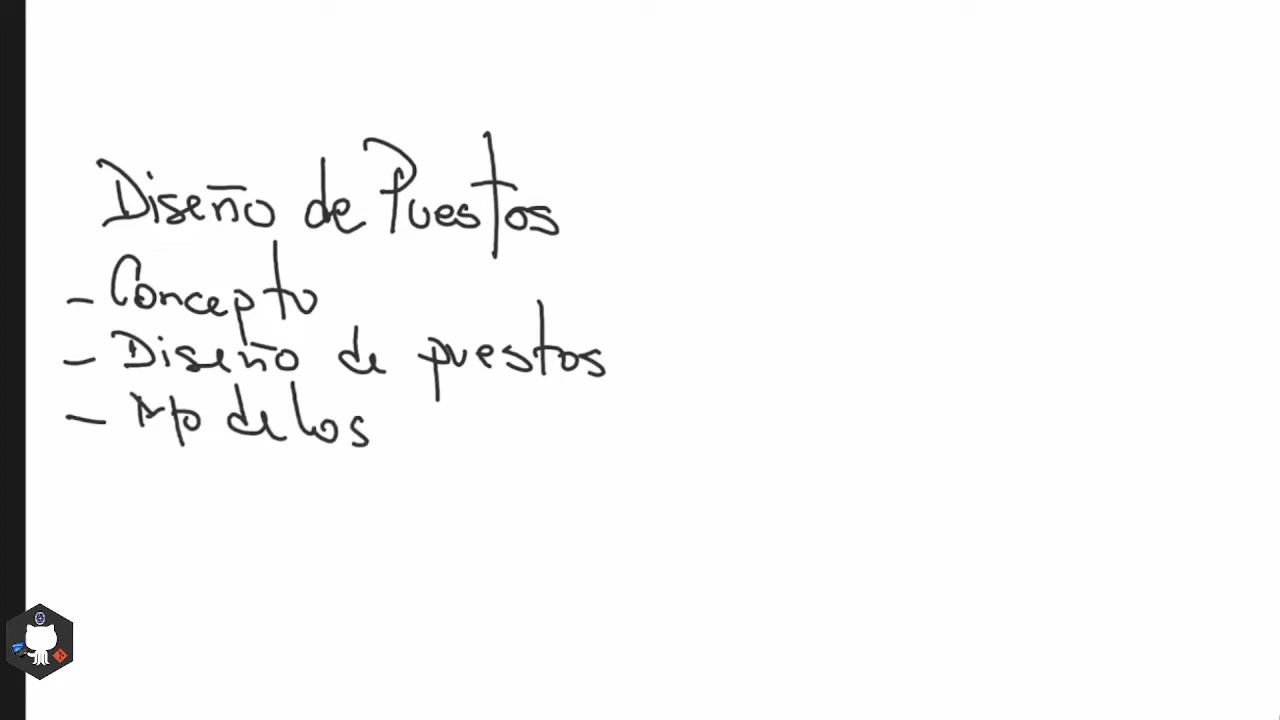 Diseño de Puestos
- Concepto
- Diseño de puestos
- Modelos